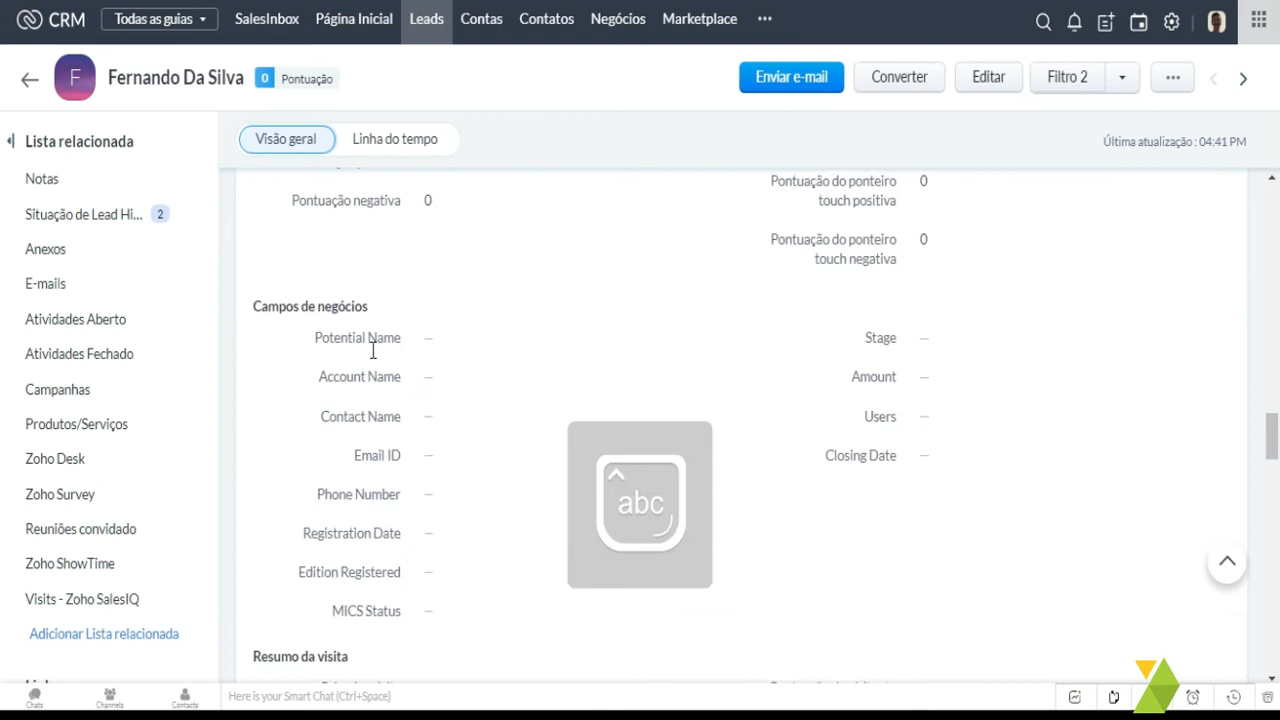 CRM
Todas as guias
SalesInbox
Página Inicial
Leads
Contas
Contatos
Negócios
Marketplace
F
Fernando Da Silva
0 Pontuação
Enviar e-mail
Converter
Editar
Filtro 2
Lista relacionada
Visão geral
Linha do tempo
Última atualização : 04:41 PM
Notas
Situação de Lead Hi... 2
Anexos
E-mails
Atividades Aberto
Atividades Fechado
Campanhas
Produtos/Serviços
Zoho Desk
Zoho Survey
Reuniões convidado
Zoho ShowTime
Visits - Zoho SalesIQ
Adicionar Lista relacionada
Pontuação negativa 0
Pontuação do ponteiro 0
touch positiva
Pontuação do ponteiro 0
touch negativa
Campos de negócios
Potential Name —
Account Name —
Contact Name —
Email ID —
Phone Number —
Registration Date —
Edition Registered —
MICS Status —
Stage —
Amount —
Users —
Closing Date —
abc
Resumo da visita
Chats
Channels
Contacts
Here is your Smart Chat (Ctrl+Space)